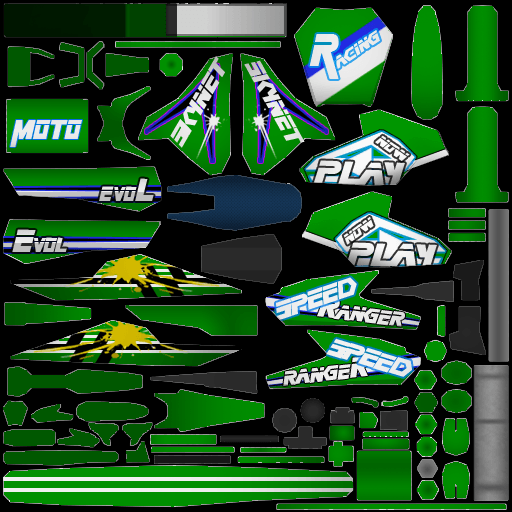 RACING
SKYNET
SKYNET
MOTO
NOW
PLAY
EVOL
NOW
PLAY
EVOL
SPEED
RANGER
SPEED
RANGER